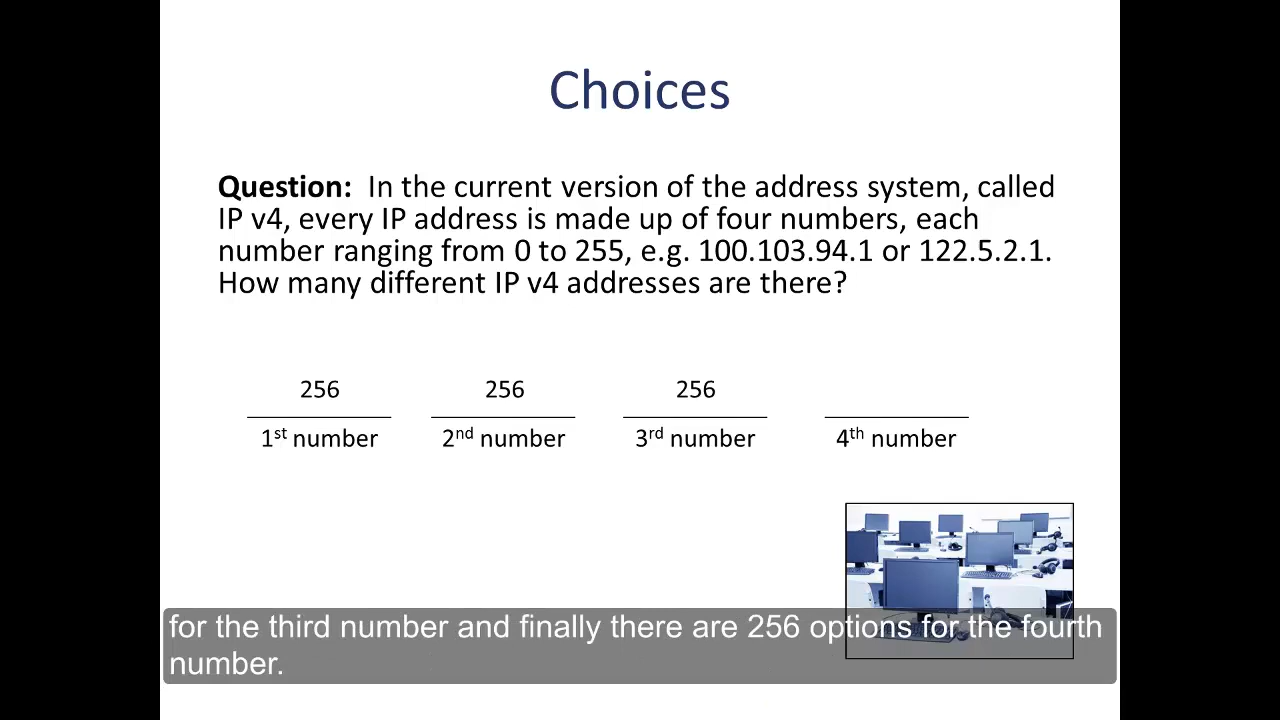 Choices
Question: In the current version of the address system, called
IP v4, every IP address is made up of four numbers, each
number ranging from 0 to 255, e.g. 100.103.94.1 or 122.5.2.1.
How many different IP v4 addresses are there?
256 256 256
1st number 2nd number 3rd number 4th number
for the third number and finally there are 256 options for the fourth
number.